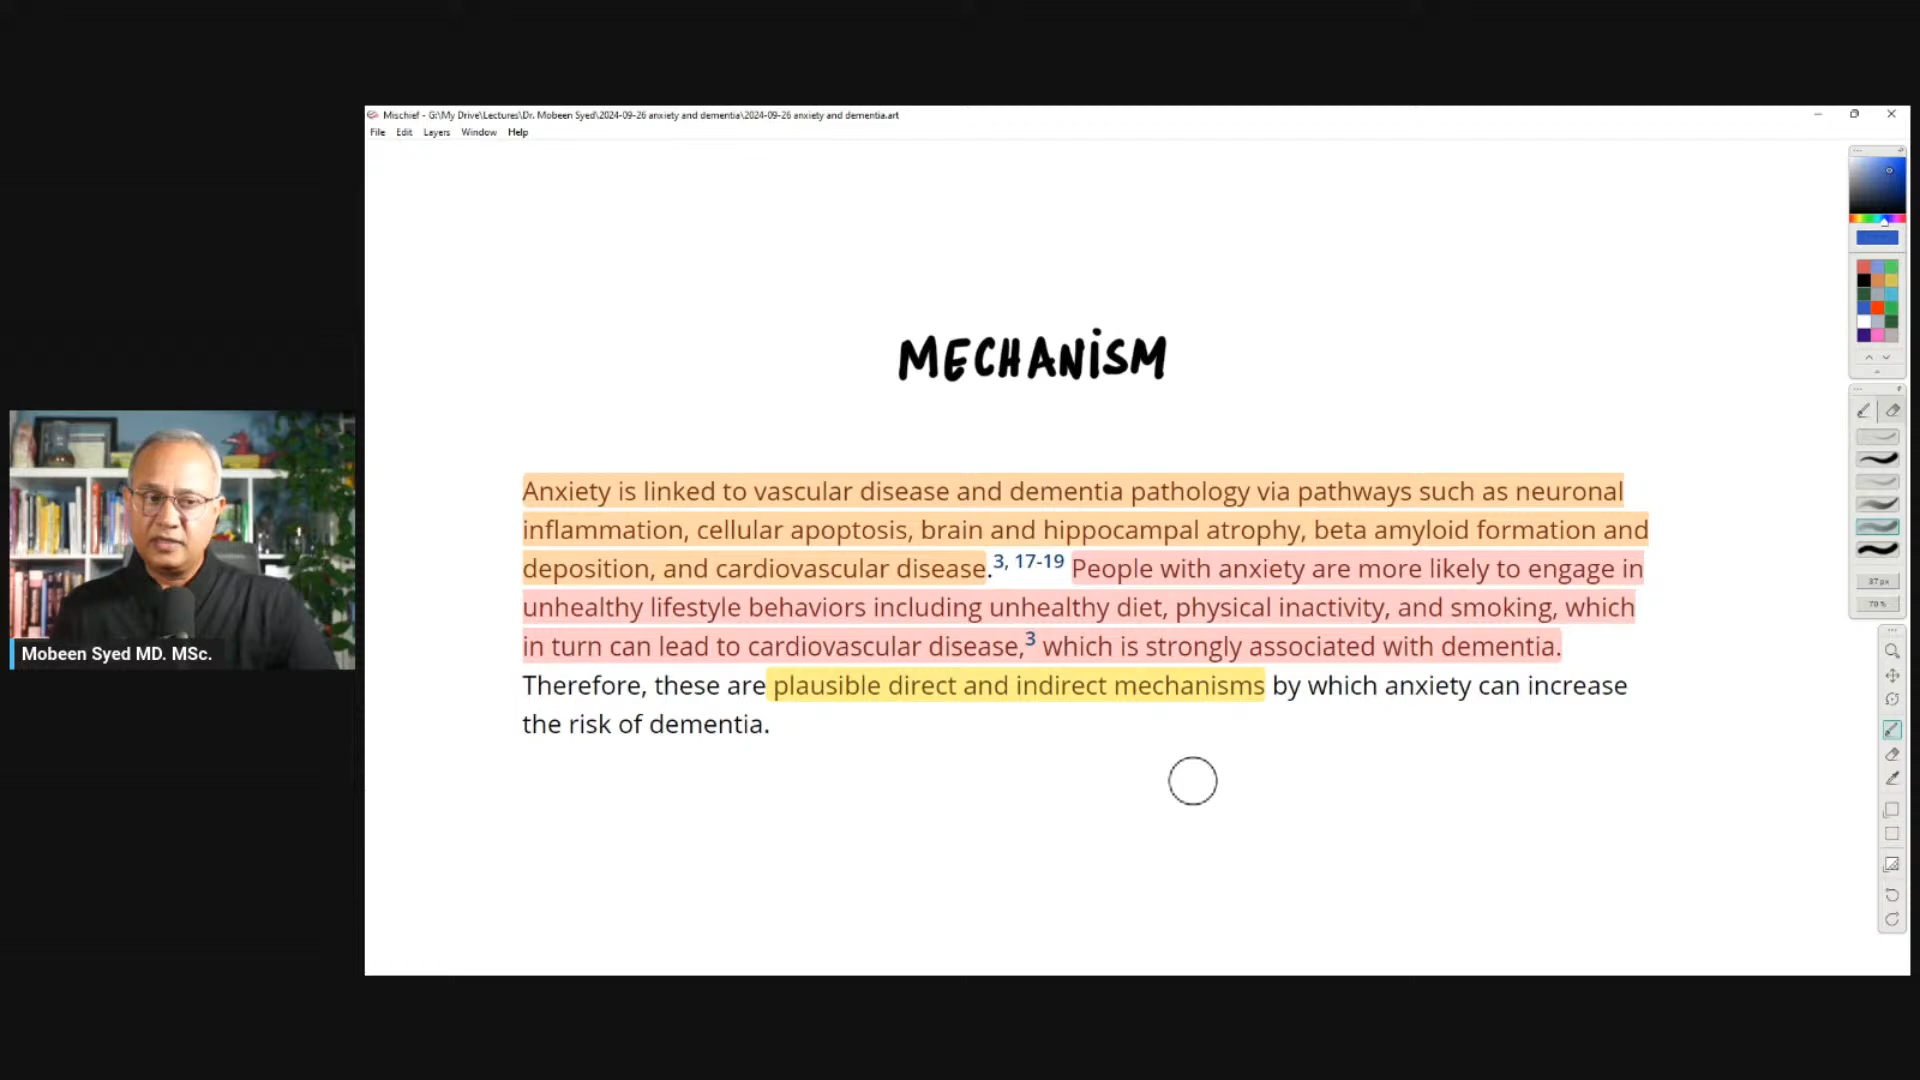 Mischief - G:\My Drive\Lectures\Dr. Mobeen Syed\2024-09-26 anxiety and dementia\2024-09-26 anxiety and dementia.art
File Edit Layers Window Help
MECHANiSM
Anxiety is linked to vascular disease and dementia pathology via pathways such as neuronal
inflammation, cellular apoptosis, brain and hippocampal atrophy, beta amyloid formation and
deposition, and cardiovascular disease.3, 17-19 People with anxiety are more likely to engage in
unhealthy lifestyle behaviors including unhealthy diet, physical inactivity, and smoking, which
in turn can lead to cardiovascular disease,3 which is strongly associated with dementia.
Therefore, these are plausible direct and indirect mechanisms by which anxiety can increase
the risk of dementia.
Mobeen Syed MD. MSc.
37 px
70 %